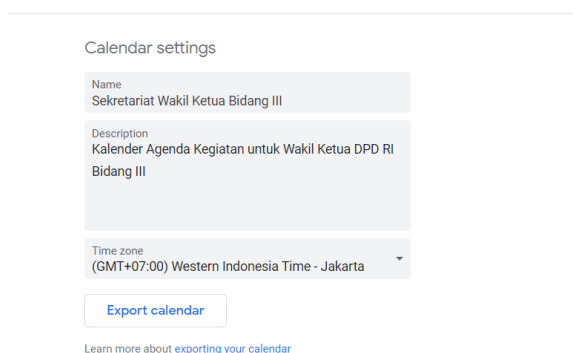 Calendar settings
Name
Sekretariat Wakil Ketua Bidang III
Description
Kalender Agenda Kegiatan untuk Wakil Ketua DPD RI
Bidang III
Time zone
(GMT+07:00) Western Indonesia Time - Jakarta
Export calendar
Learn more about exporting your calendar